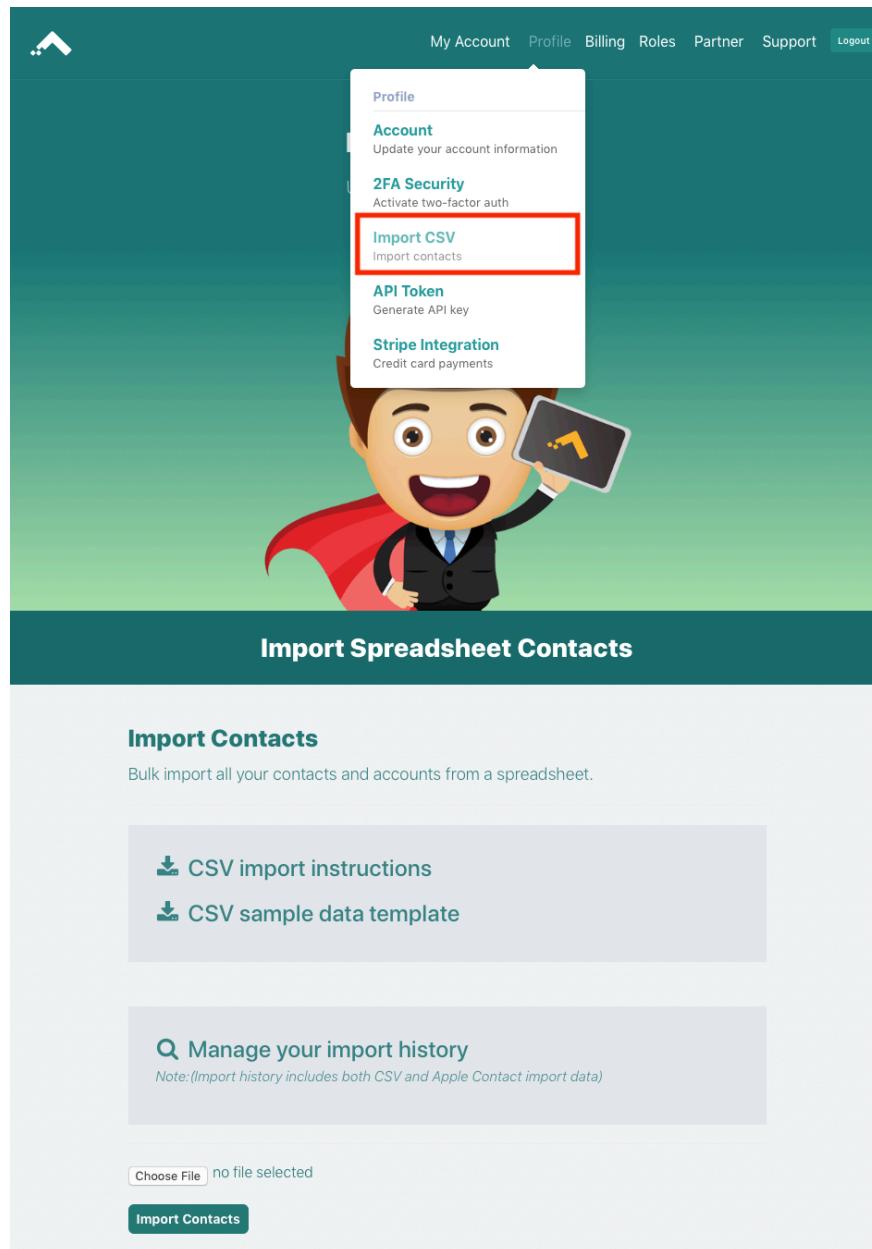 My Account Profile Billing Roles Partner Support Logout
Profile
Account
Update your account information
2FA Security
Activate two-factor auth
Import CSV
Import contacts
API Token
Generate API key
Stripe Integration
Credit card payments
Import Spreadsheet Contacts
Import Contacts
Bulk import all your contacts and accounts from a spreadsheet.
CSV import instructions
CSV sample data template
Manage your import history
Note:(Import history includes both CSV and Apple Contact import data)
Choose File no file selected
Import Contacts